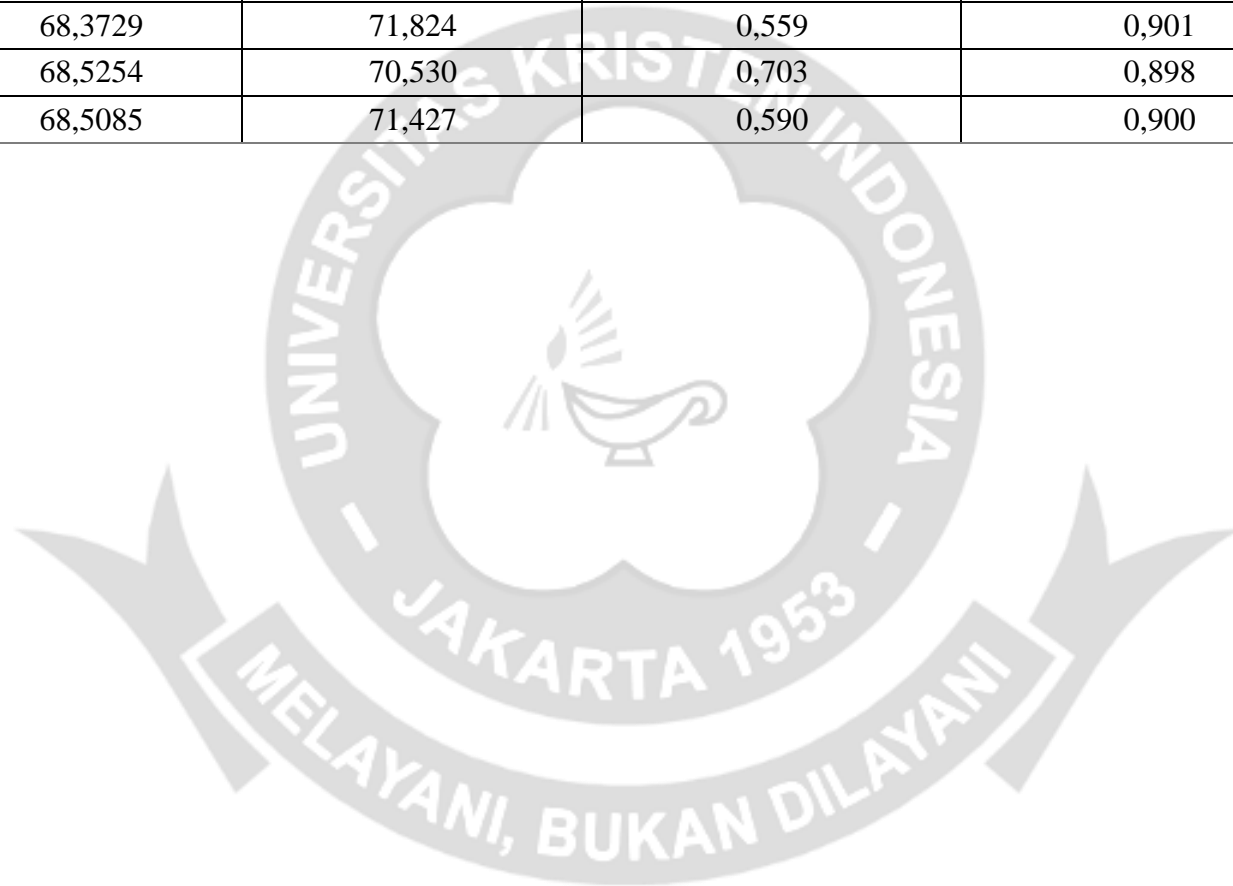 68,3729 71,824 0,559 0,901
68,5254 70,530 0,703 0,898
68,5085 71,427 0,590 0,900
UNIVERSITAS KRISTEN INDONESIA
- JAKARTA 1953 -
MELAYANI, BUKAN DILAYANI